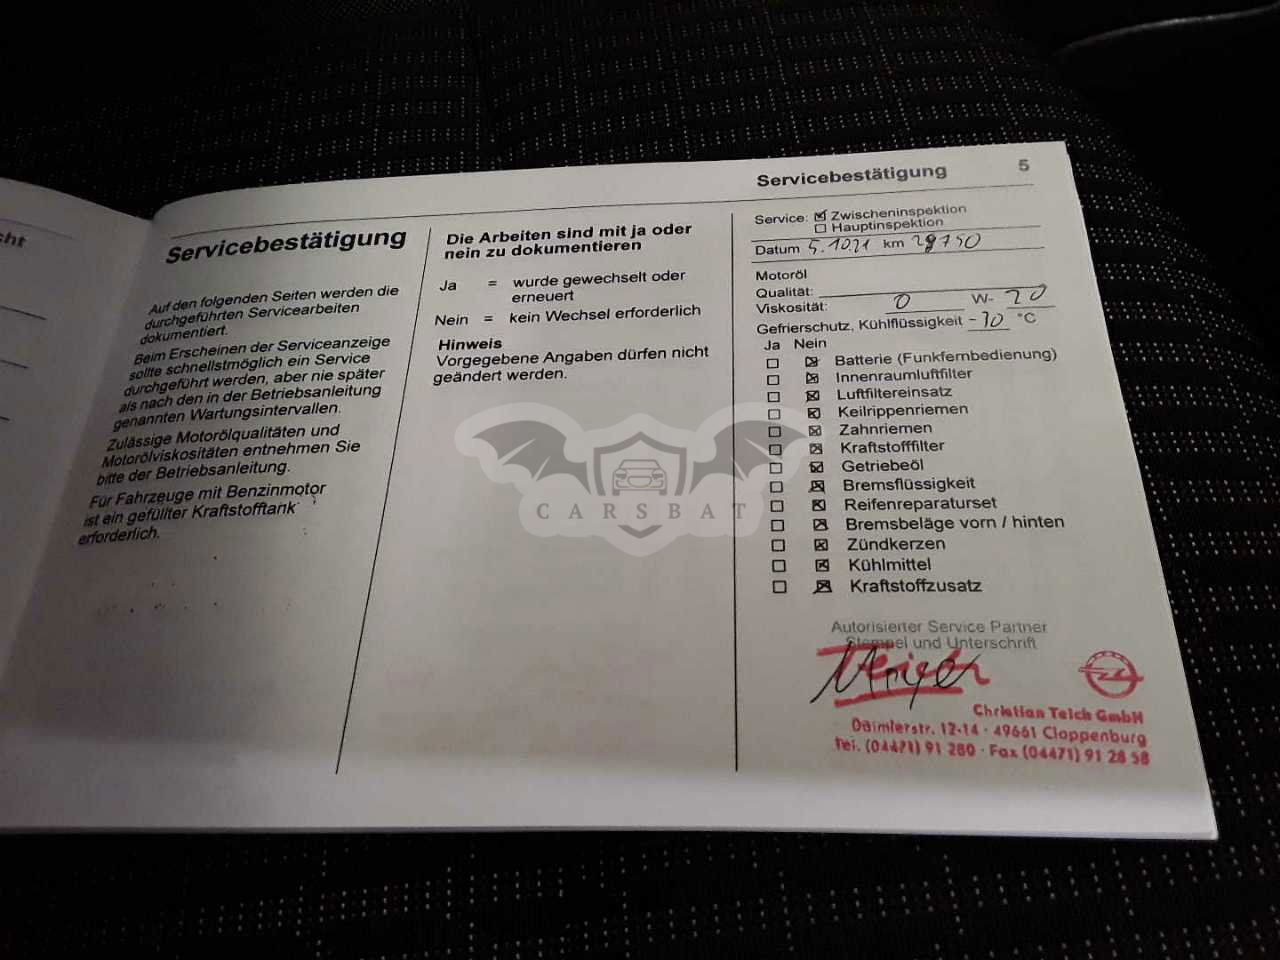 cht
Servicebestätigung 5
Servicebestätigung
Auf den folgenden Seiten werden die
durchgeführten Servicearbeiten
dokumentiert.
Beim Erscheinen der Serviceanzeige
sollte schnellstmöglich ein Service
durchgeführt werden, aber nie später
als nach den in der Betriebsanleitung
genannten Wartungsintervallen.
Zulässige Motorölqualitäten und
Motorölviskositäten entnehmen Sie
bitte der Betriebsanleitung.
Für Fahrzeuge mit Benzinmotor
ist ein gefüllter Kraftstofftank
erforderlich.
Die Arbeiten sind mit ja oder
nein zu dokumentieren
Ja = wurde gewechselt oder
erneuert
Nein = kein Wechsel erforderlich
Hinweis
Vorgegebene Angaben dürfen nicht
geändert werden.
Service: Zwischeninspektion
Hauptinspektion
Datum 5.10.21 km 28750
Motoröl
Qualität:
Viskosität: 0 W- 20
Gefrierschutz, Kühlflüssigkeit -30 °C
Ja Nein
Batterie (Funkfernbedienung)
Innenraumluftfilter
Luftfiltereinsatz
Keilrippenriemen
Zahnriemen
Kraftstofffilter
Getriebeöl
Bremsflüssigkeit
Reifenreparaturset
Bremsbeläge vorn / hinten
Zündkerzen
Kühlmittel
Kraftstoffzusatz
Autorisierter Service Partner
Stempel und Unterschrift
Christian Teich GmbH
Daimlerstr. 12-14 · 49661 Cloppenburg
Tel. (04471) 91 280 · Fax (04471) 91 28 58
CARSBAT